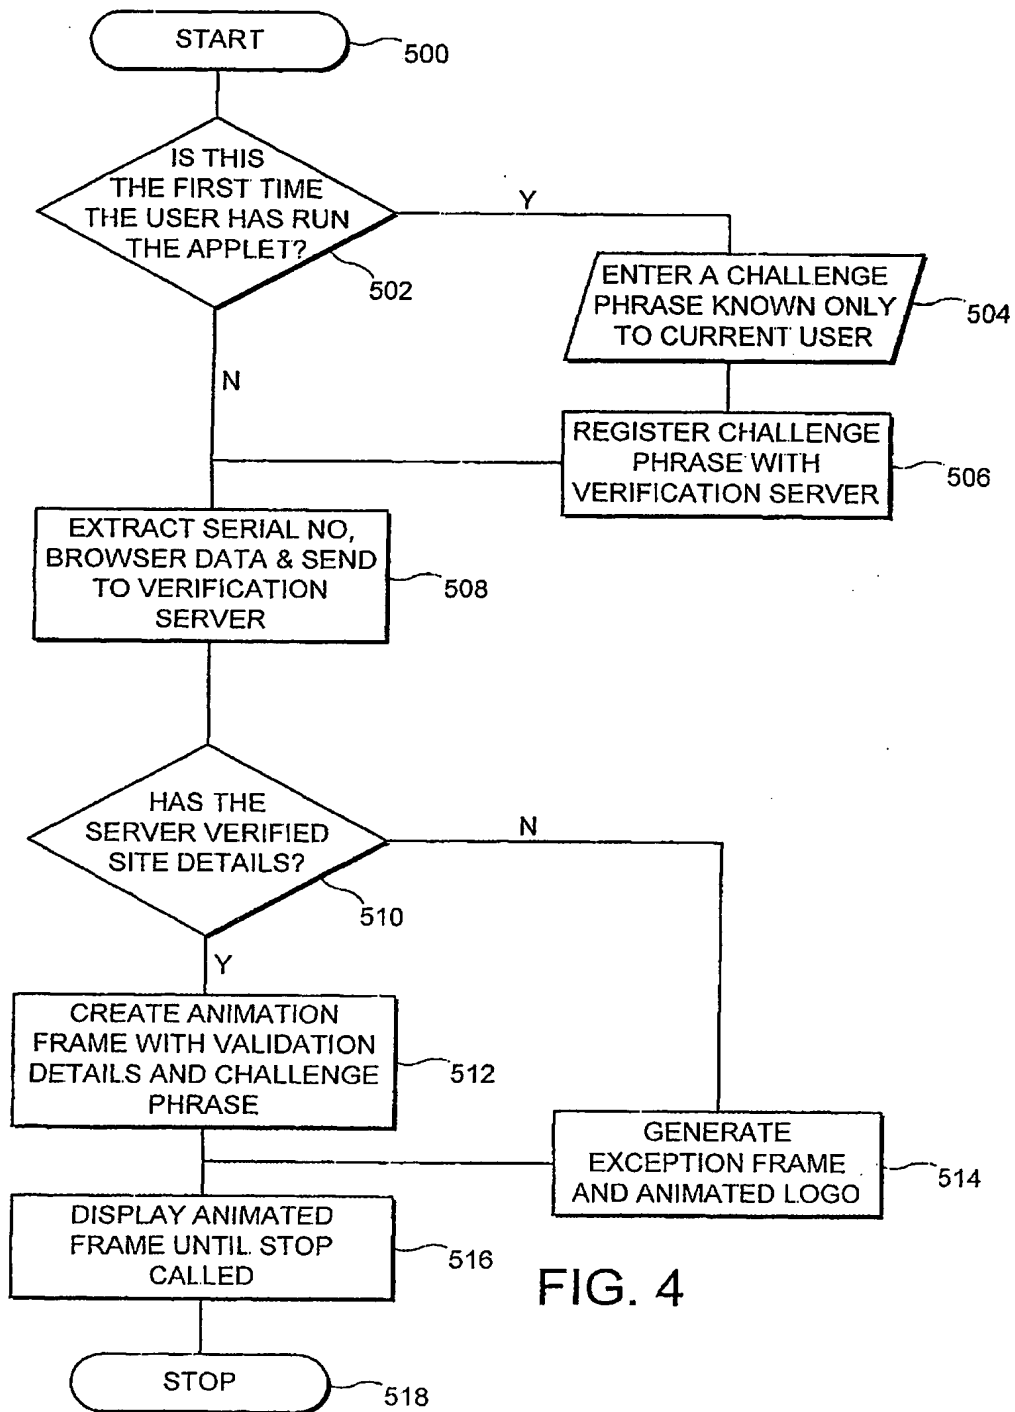 START
500
IS THIS
THE FIRST TIME
THE USER HAS RUN
THE APPLET?
502
Y
ENTER A CHALLENGE
PHRASE KNOWN ONLY
TO CURRENT USER
504
N
REGISTER CHALLENGE
PHRASE WITH
VERIFICATION SERVER
506
EXTRACT SERIAL NO,
BROWSER DATA & SEND
TO VERIFICATION
SERVER
508
HAS THE
SERVER VERIFIED
SITE DETAILS?
510
N
Y
CREATE ANIMATION
FRAME WITH VALIDATION
DETAILS AND CHALLENGE
PHRASE
512
GENERATE
EXCEPTION FRAME
AND ANIMATED LOGO
514
DISPLAY ANIMATED
FRAME UNTIL STOP
CALLED
516
FIG. 4
STOP
518